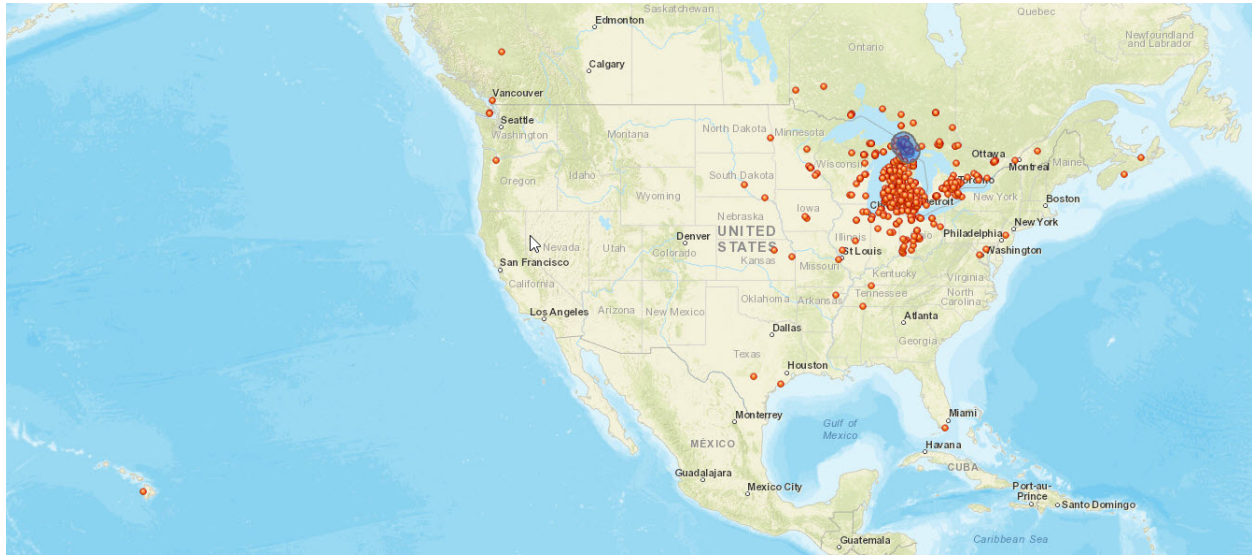 Edmonton
Saskatchewan
Quebec
Newfoundland
and Labrador
Ontario
Calgary
Vancouver
Seattle
Washington
Montana
North Dakota
Minnesota
Ottawa
Montreal
Maine
Wisconsin
Toronto
Oregon
Idaho
South Dakota
Wyoming
New York
Boston
Iowa
Nebraska
New York
Philadelphia
UNITED
STATES
Denver
Nevada
Utah
Colorado
Kansas
Illinois
Washington
St Louis
Missouri
San Francisco
California
Kentucky
Virginia
Tennessee
North
Carolina
Oklahoma
Arkansas
Los Angeles
Arizona
New Mexico
Atlanta
Dallas
Georgia
Texas
Houston
Miami
Monterrey
Gulf of
Mexico
Havana
MÉXICO
CUBA
Guadalajara
Mexico City
Port-au-
Prince
Santo Domingo
Guatemala
Caribbean Sea